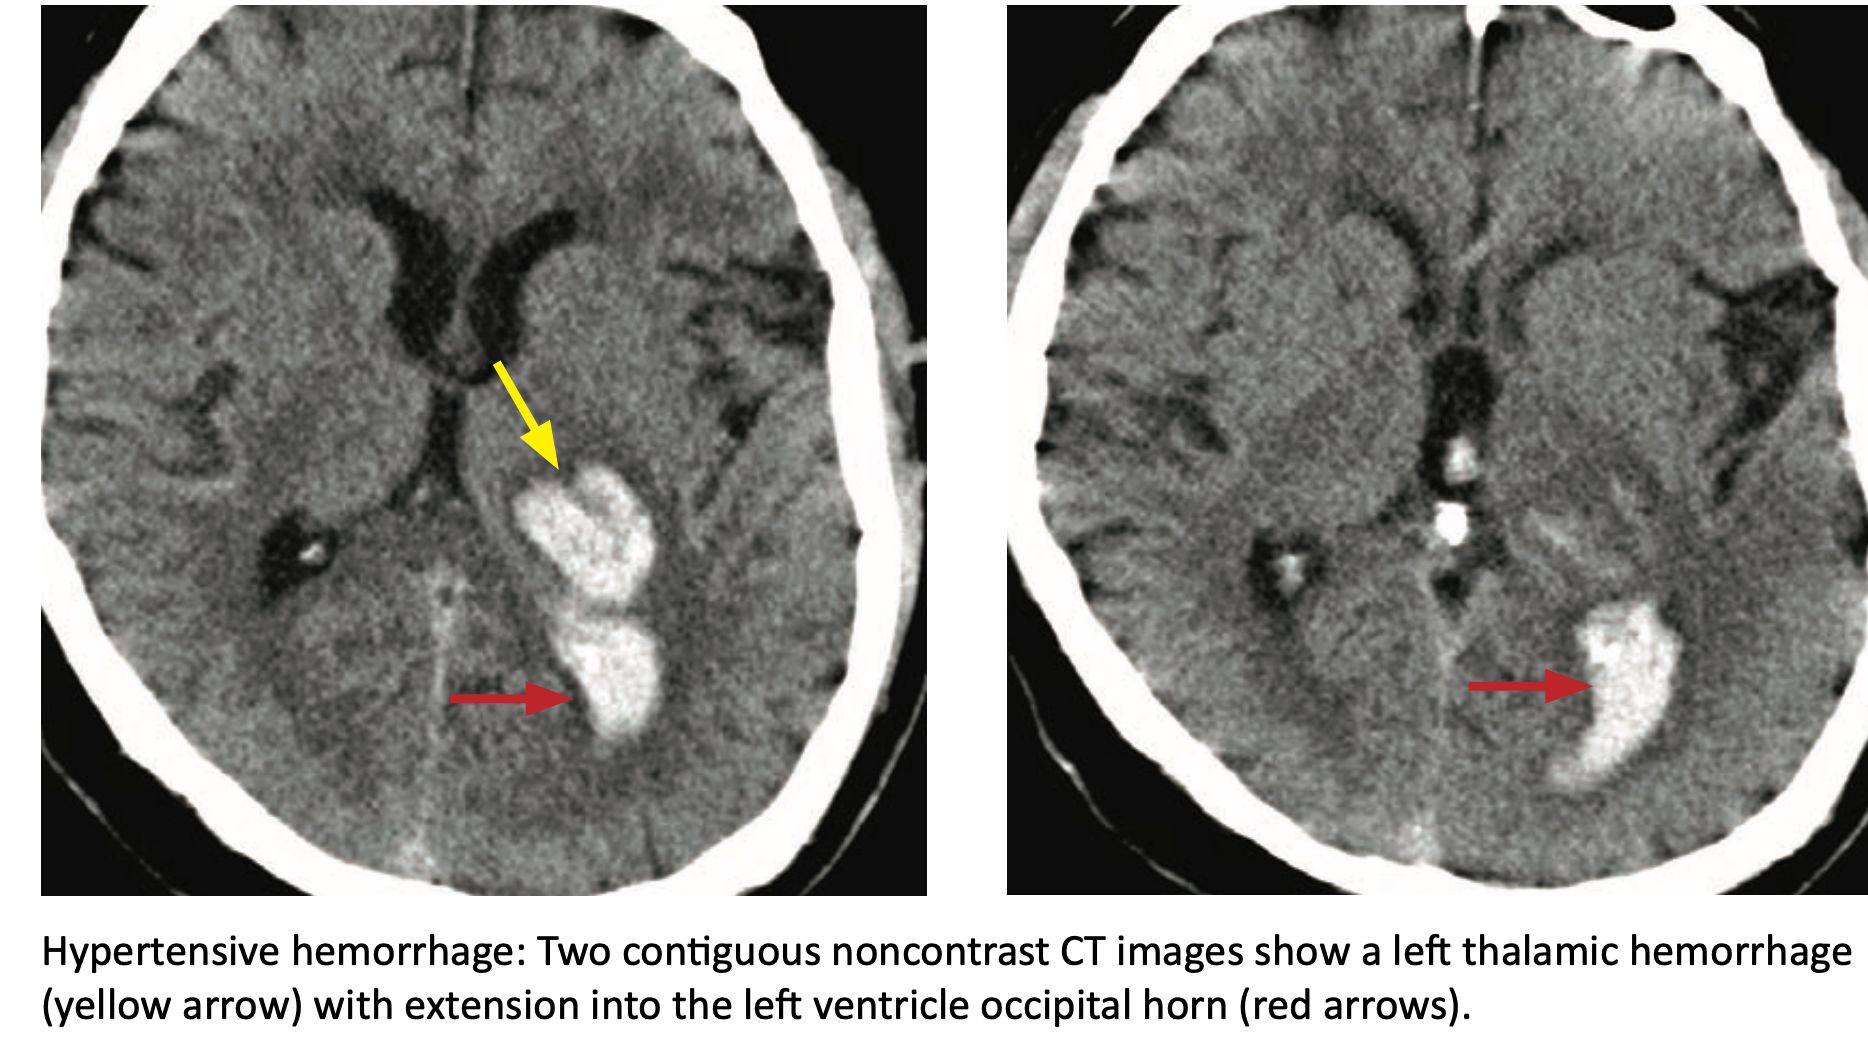 Hypertensive hemorrhage: Two contiguous noncontrast CT images show a left thalamic hemorrhage
(yellow arrow) with extension into the left ventricle occipital horn (red arrows).